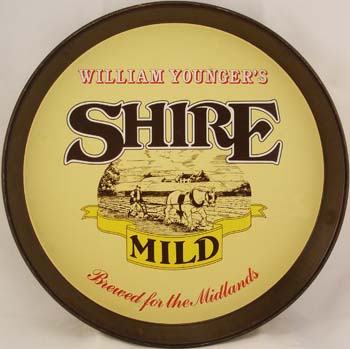 WILLIAM YOUNGER'S
SHIRE
MILD
Brewed for the Midlands